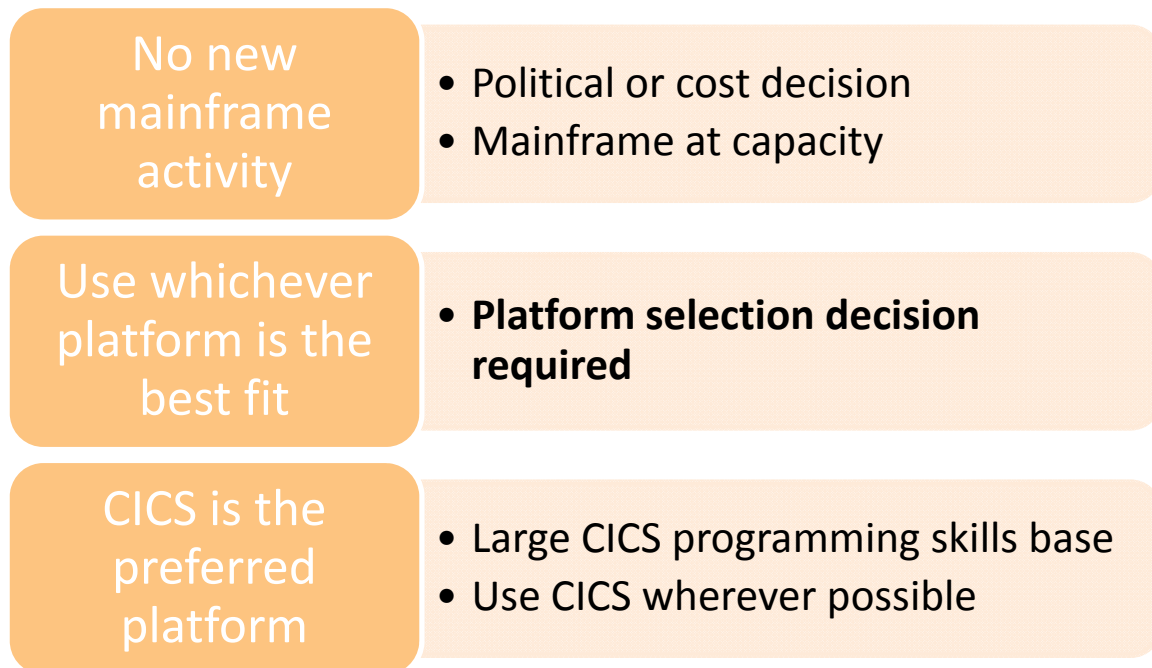 No new
mainframe
activity
• Political or cost decision
• Mainframe at capacity
Use whichever
platform is the
best fit
• Platform selection decision
required
CICS is the
preferred
platform
• Large CICS programming skills base
• Use CICS wherever possible